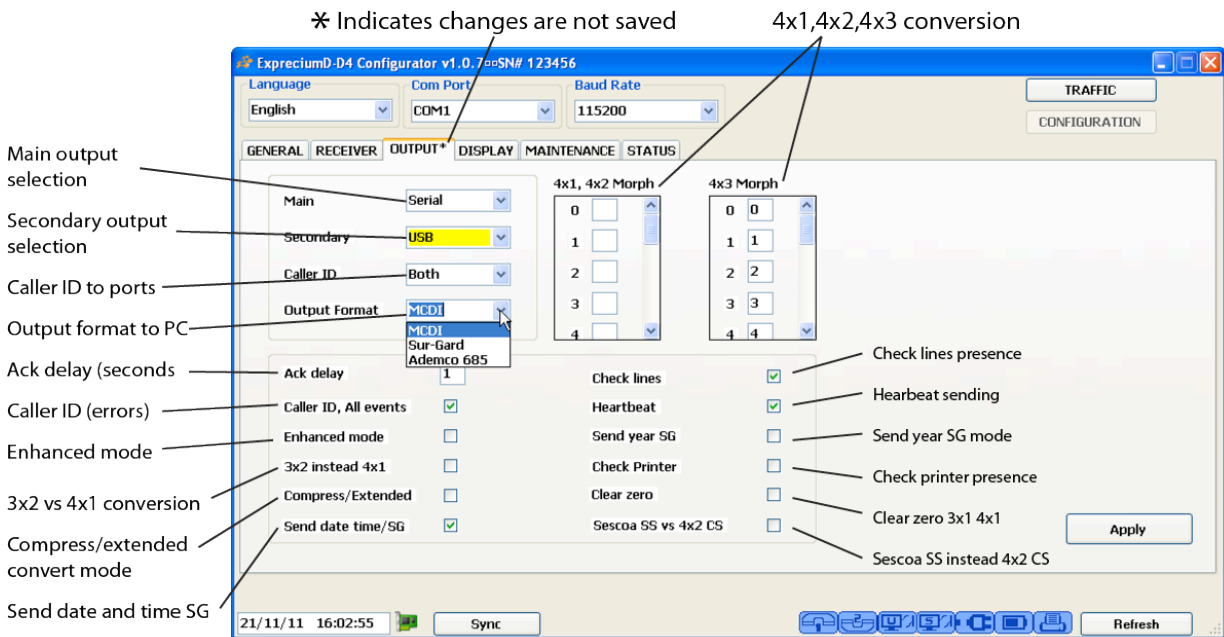 * Indicates changes are not saved
4x1,4x2,4x3 conversion
ExpreciumD-D4 Configurator v1.0.7¤¤SN# 123456
Language
Com Port
Baud Rate
English
COM1
115200
TRAFFIC
CONFIGURATION
GENERAL RECEIVER OUTPUT* DISPLAY MAINTENANCE STATUS
Main output
selection
Secondary output
selection
Caller ID to ports
Output format to PC
Ack delay (seconds
Caller ID (errors)
Enhanced mode
3x2 vs 4x1 conversion
Compress/extended
convert mode
Send date and time SG
Main Serial
Secondary USB
Caller ID Both
Output Format MCDI
MCDI
Sur-Gard
Ademco 685
4x1, 4x2 Morph
0
1
2
3
4
4x3 Morph
0 0
1 1
2 2
3 3
4 4
Ack delay 1
Caller ID, All events
Enhanced mode
3x2 instead 4x1
Compress/Extended
Send date time/SG
Check lines
Heartbeat
Send year SG
Check Printer
Clear zero
Sescoa SS vs 4x2 CS
Check lines presence
Hearbeat sending
Send year SG mode
Check printer presence
Clear zero 3x1 4x1
Sescoa SS instead 4x2 CS
Apply
21/11/11 16:02:55
Sync
Refresh